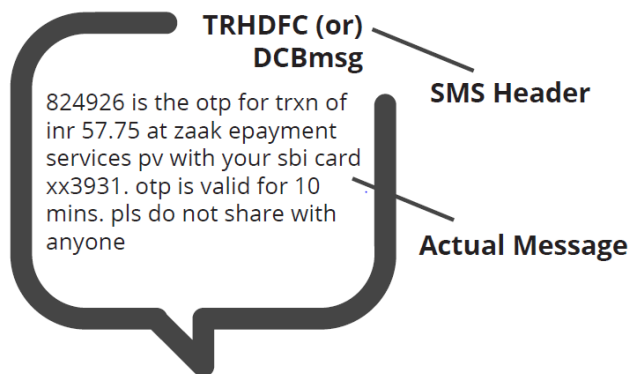 TRHDFC (or)
DCBmsg
SMS Header
824926 is the otp for trxn of
inr 57.75 at zaak epayment
services pv with your sbi card
xx3931. otp is valid for 10
mins. pls do not share with
anyone
Actual Message